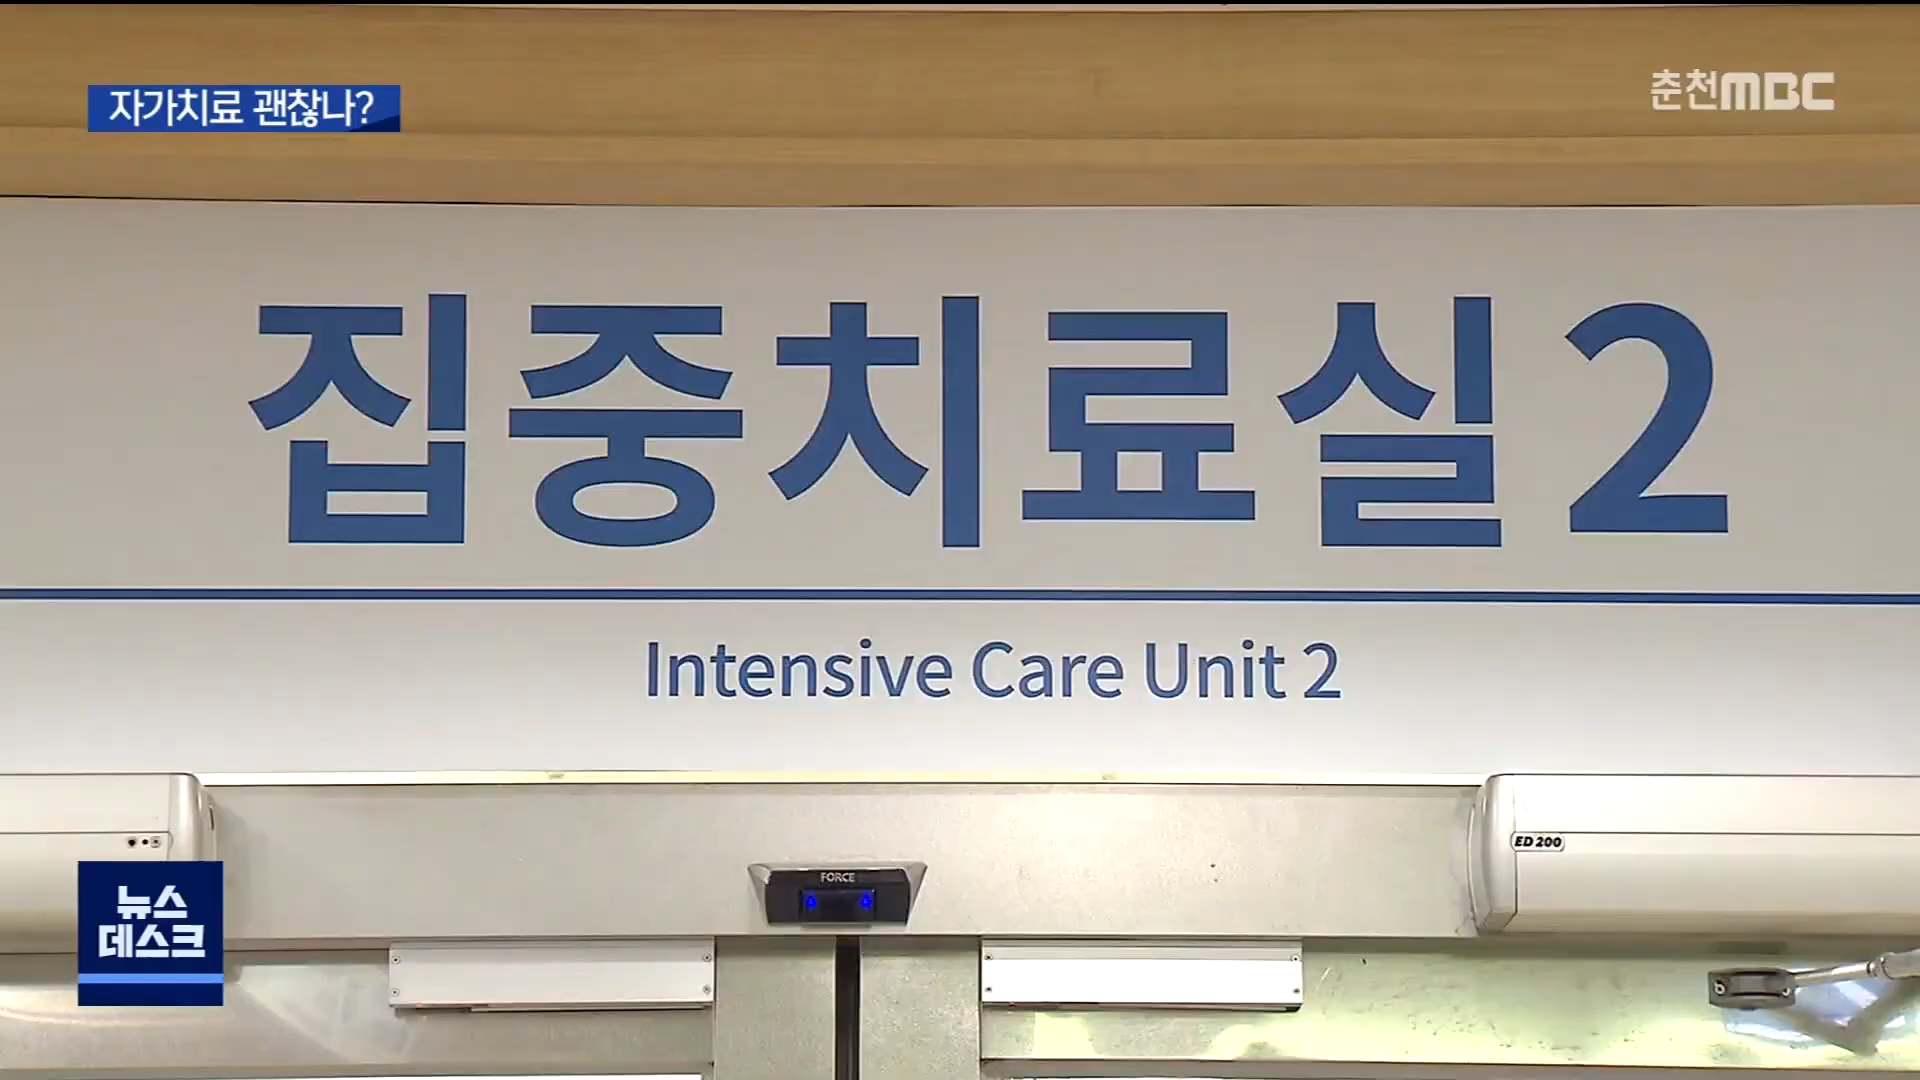 자가치료 괜찮나?
춘천MBC
집중치료실2
Intensive Care Unit 2
ED 200
FORCE
뉴스
데스크